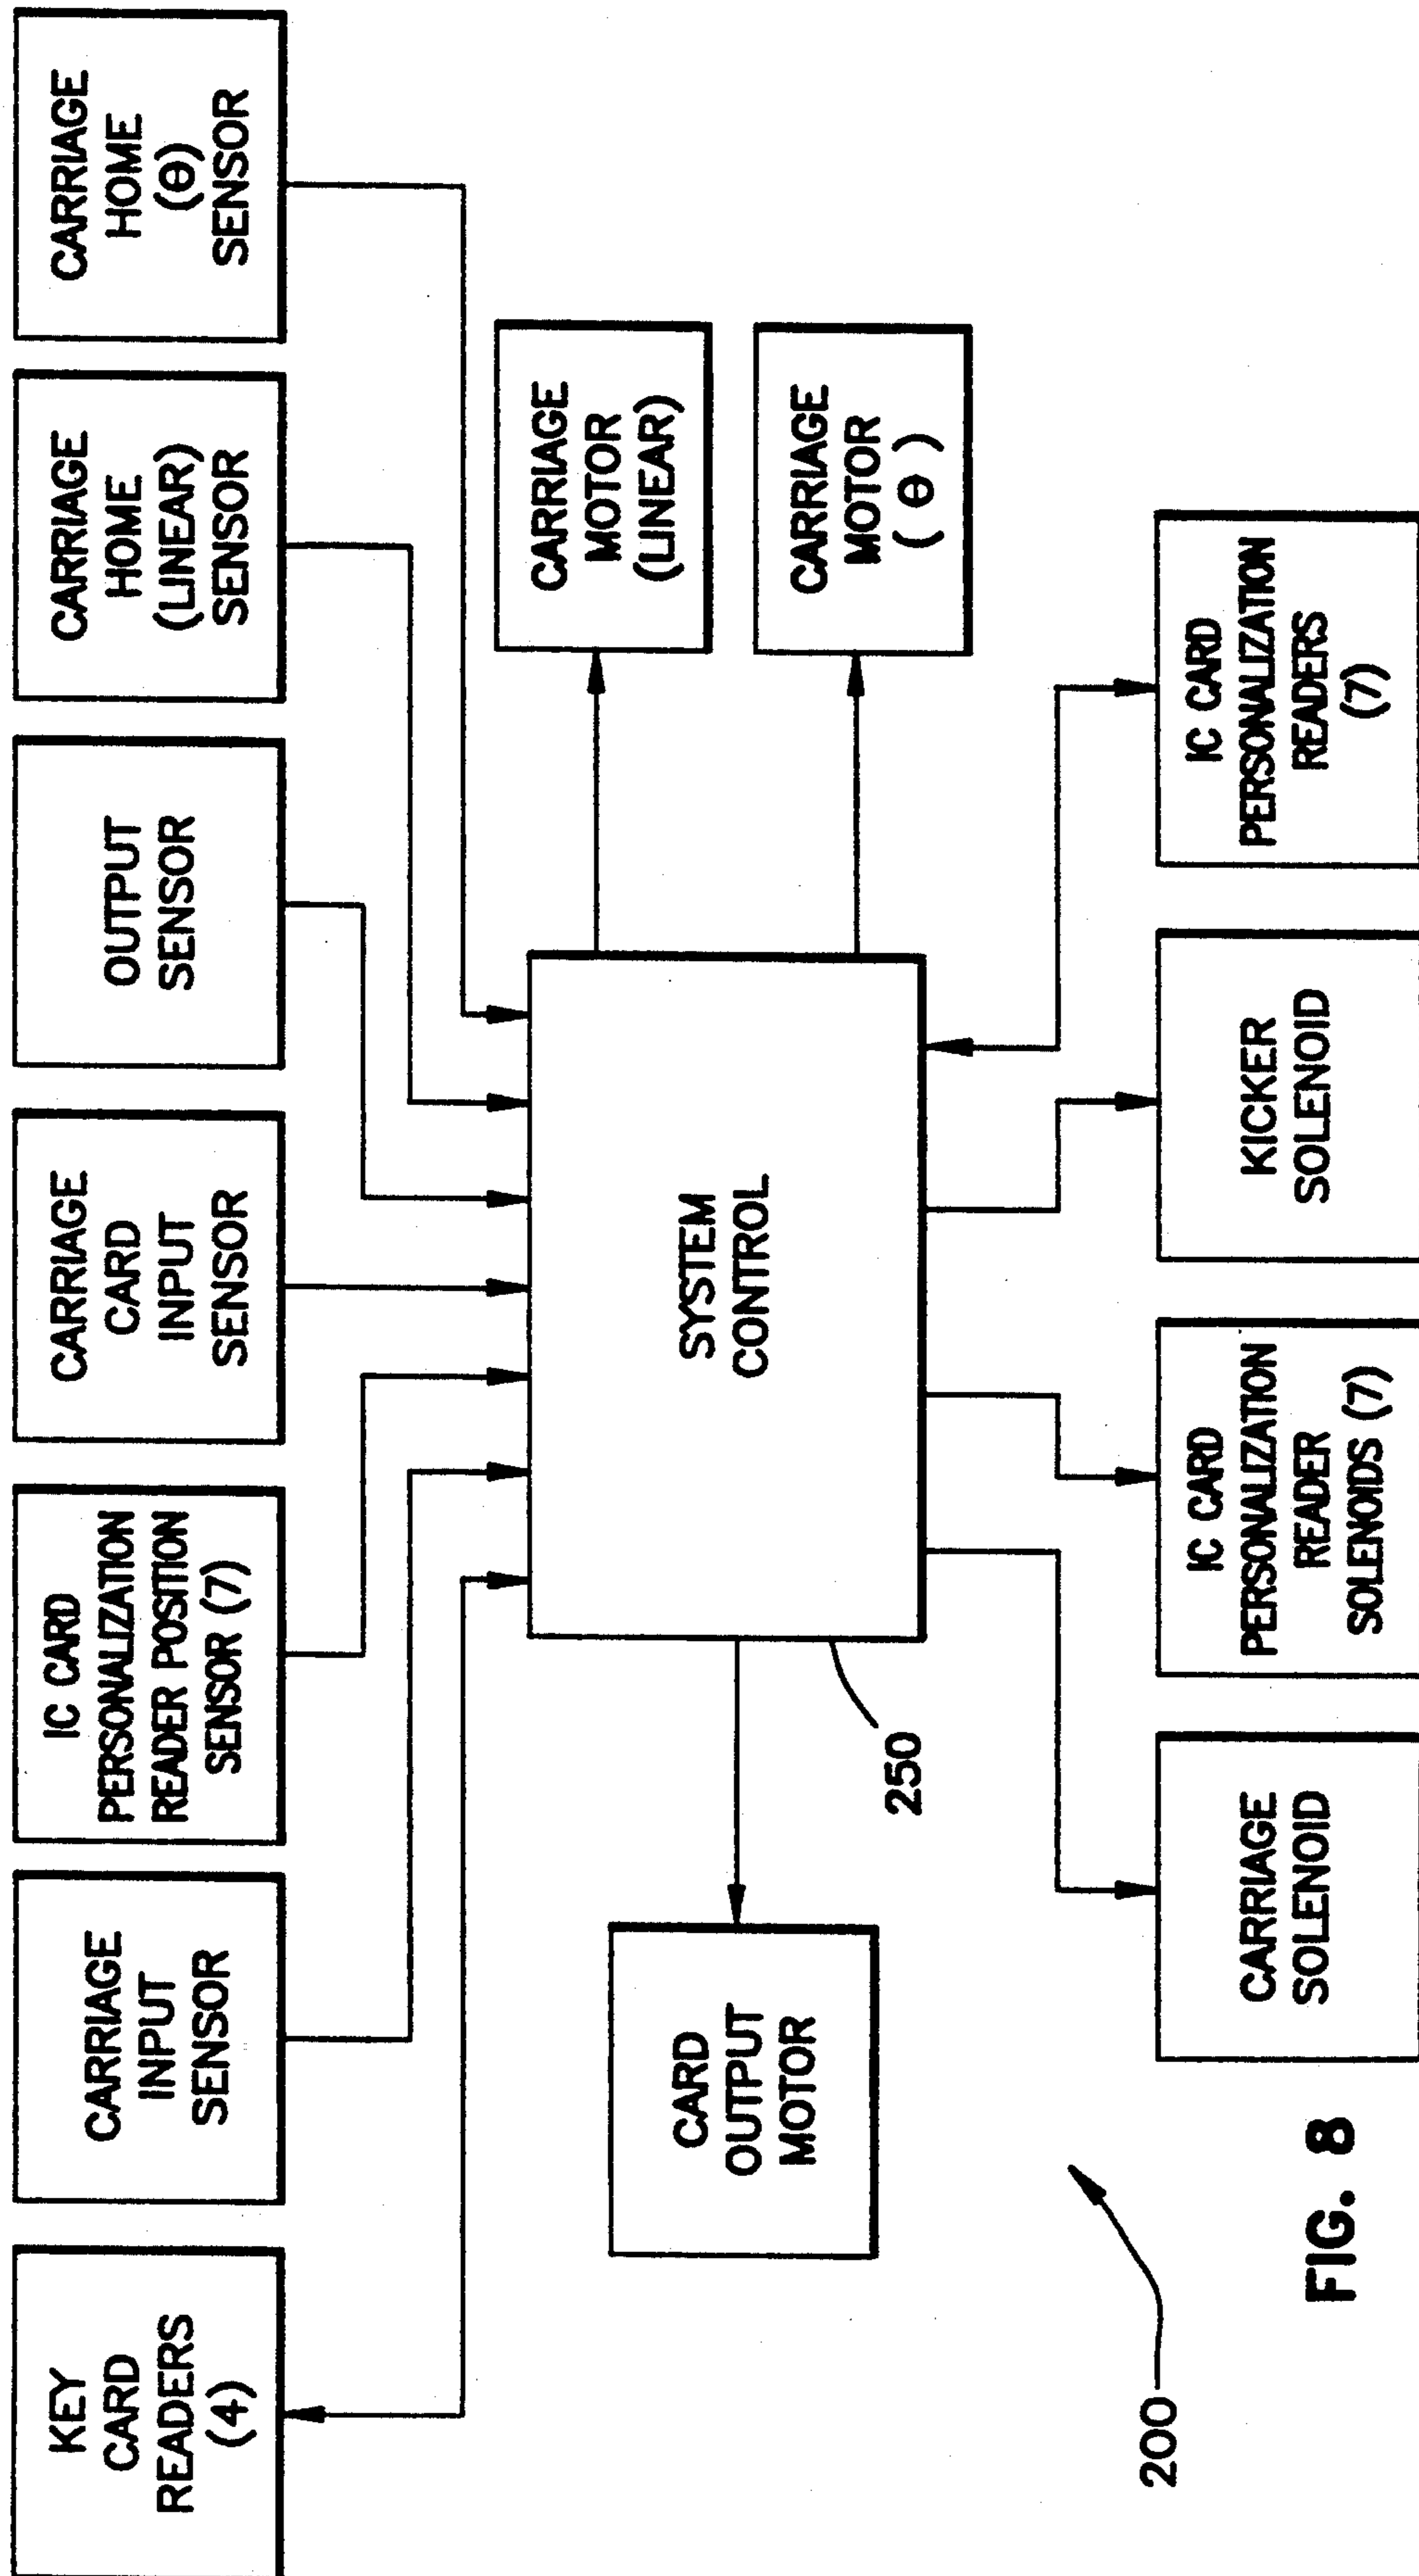 KEY
CARD
READERS
(4)
CARRIAGE
INPUT
SENSOR
IC CARD
PERSONALIZATION
READER POSITION
SENSOR (7)
CARRIAGE
CARD
INPUT
SENSOR
OUTPUT
SENSOR
CARRIAGE
HOME
(LINEAR)
SENSOR
CARRIAGE
HOME
(Θ)
SENSOR
CARD
OUTPUT
MOTOR
SYSTEM
CONTROL
250
CARRIAGE
MOTOR
(LINEAR)
CARRIAGE
MOTOR
( Θ )
200
CARRIAGE
SOLENOID
IC CARD
PERSONALIZATION
READER
SOLENOIDS (7)
KICKER
SOLENOID
IC CARD
PERSONALIZATION
READERS
(7)
FIG. 8